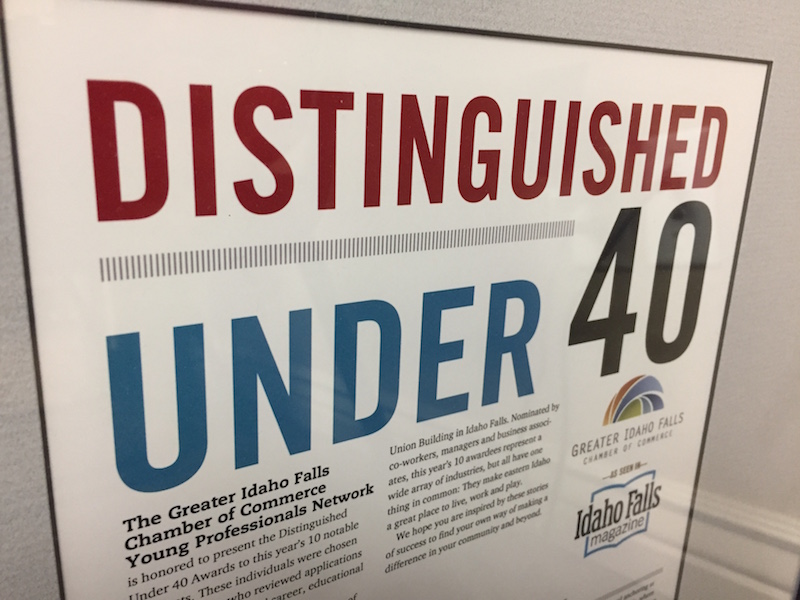 DISTINGUISHED
UNDER 40
The Greater Idaho Falls
Chamber of Commerce
Young Professionals Network
is honored to present the Distinguished
Under 40 Awards to this year's 10 notable
These individuals were chosen
who reviewed applications
career, educational
of
Union Building in Idaho Falls. Nominated by
co-workers, managers and business associ-
ates, this year's 10 awardees represent a
wide array of industries, but all have one
thing in common: They make eastern Idaho
a great place to live, work and play.
We hope you are inspired by these stories
of success to find your own way of making a
difference in your community and beyond.
GREATER IDAHO FALLS
CHAMBER OF COMMERCE
—AS SEEN IN—
Idaho Falls
magazine